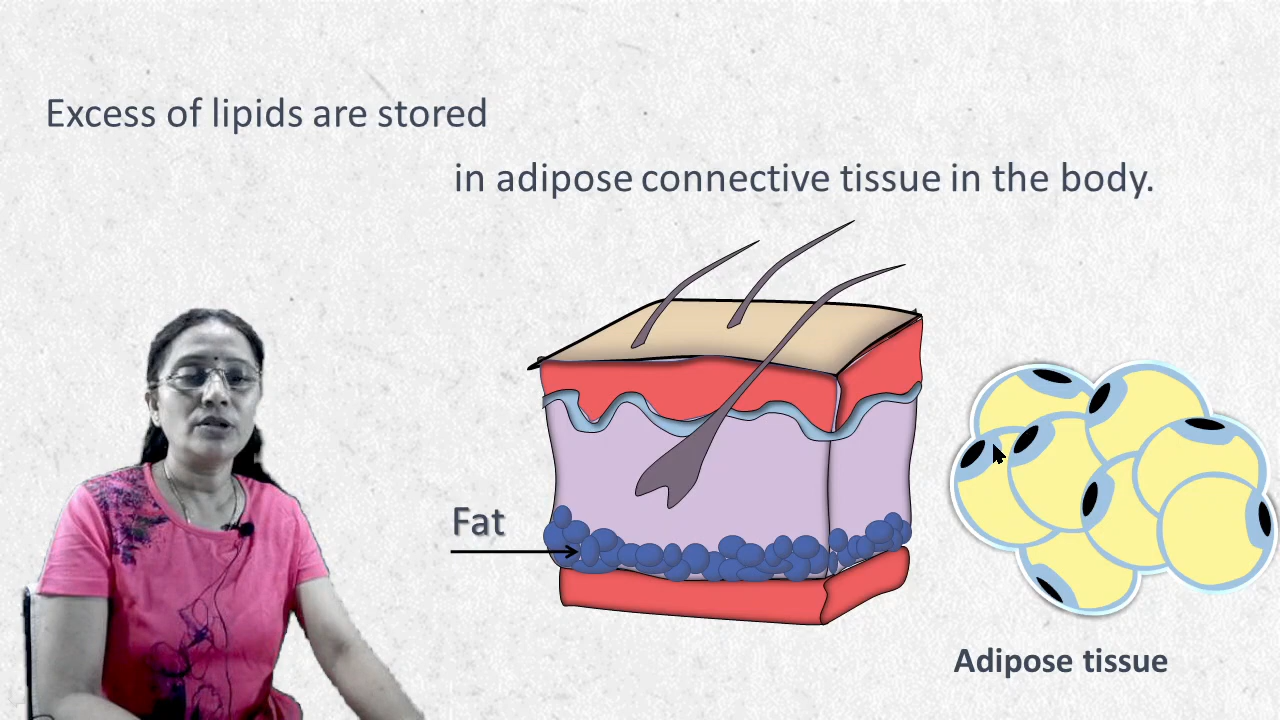 Excess of lipids are stored
in adipose connective tissue in the body.
Fat
Adipose tissue